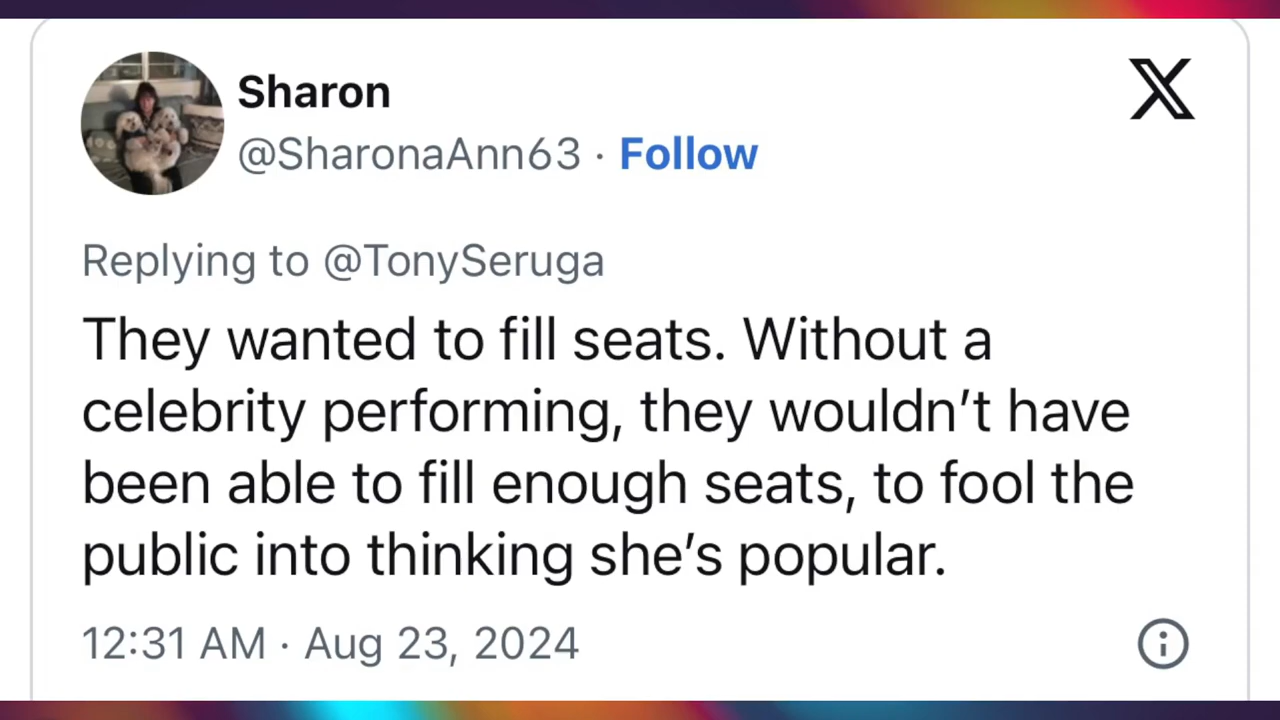 Sharon
@SharonaAnn63 · Follow
Replying to @TonySeruga
They wanted to fill seats. Without a
celebrity performing, they wouldn’t have
been able to fill enough seats, to fool the
public into thinking she’s popular.
12:31 AM · Aug 23, 2024